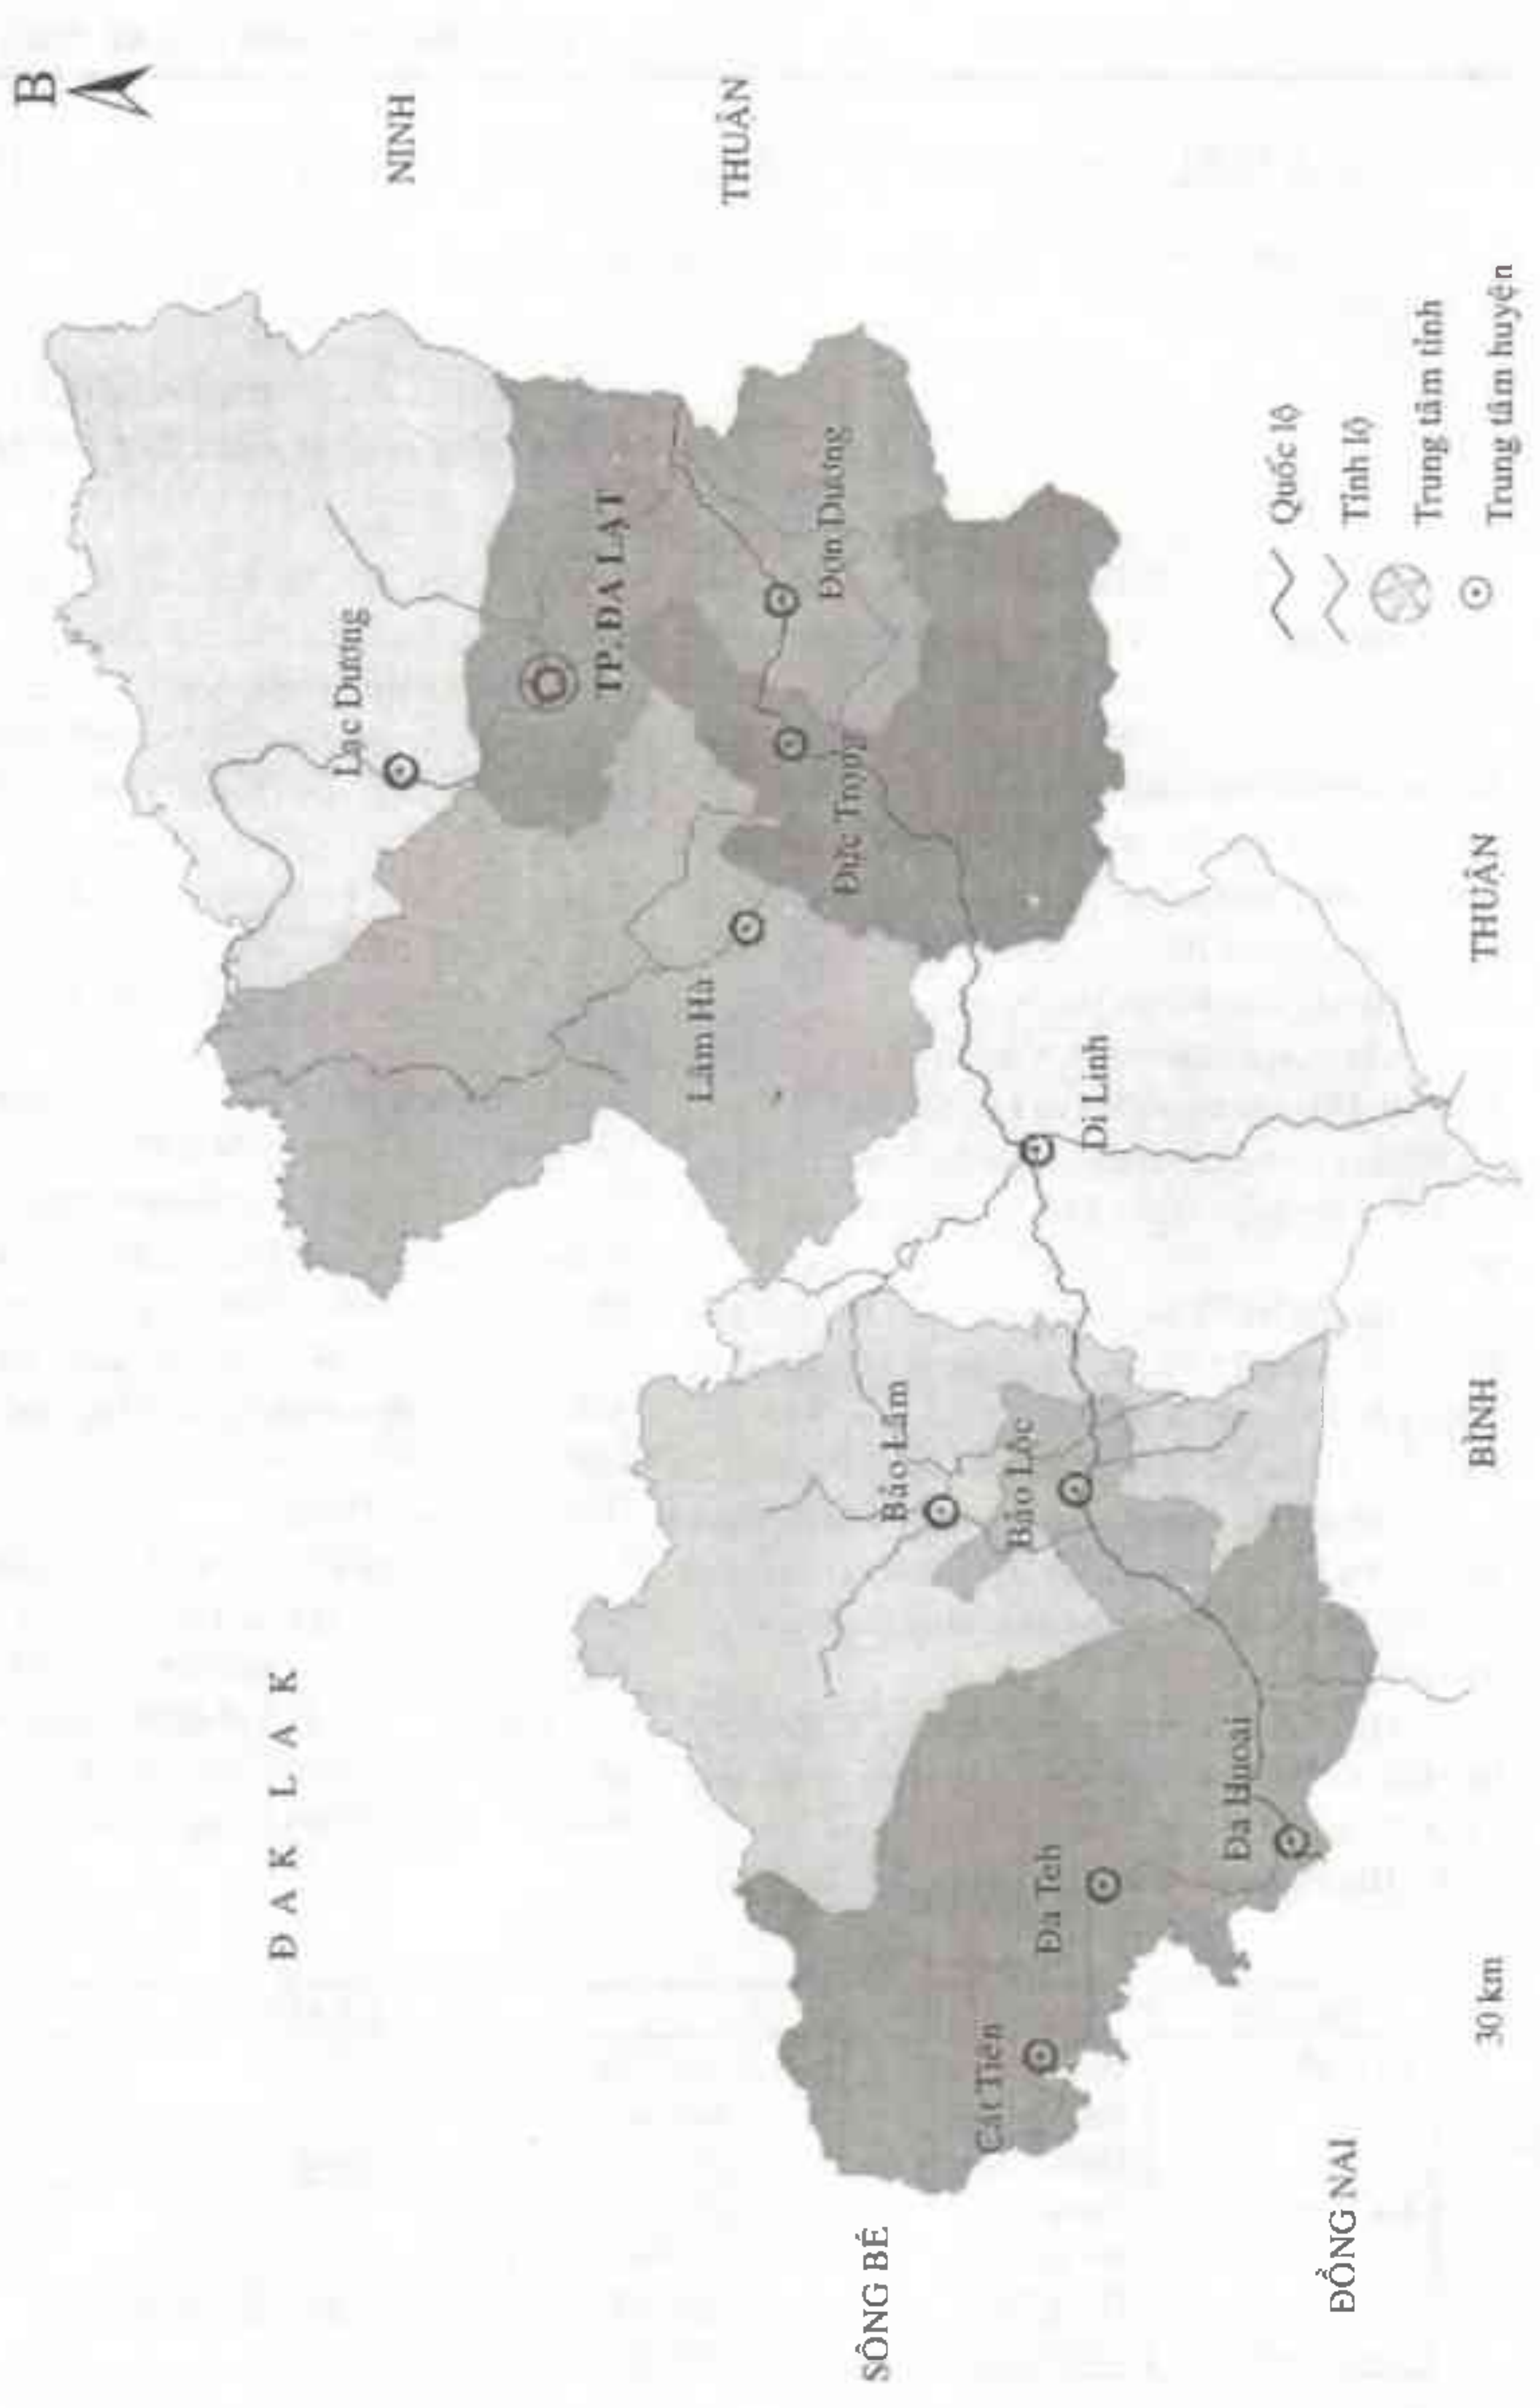 B
NINH
THUẬN
ĐAK LAK
Lạc Dương
TP. ĐÀ LẠT
Đơn Dương
Đức Trọng
Lâm Hà
Di Linh
Bảo Lâm
Bảo Lộc
Đạ Huoai
Đạ Teh
Cát Tiên
SÔNG BÉ
ĐỒNG NAI
BÌNH
THUẬN
30 km
Quốc lộ
Tỉnh lộ
Trung tâm tỉnh
Trung tâm huyện